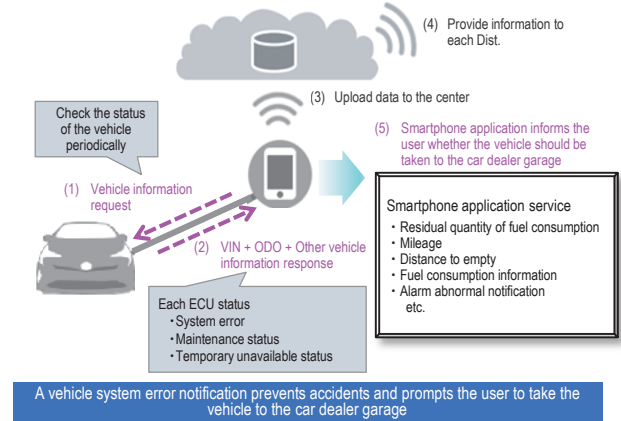 (4) Provide information to
each Dist.
(3) Upload data to the center
Check the status
of the vehicle
periodically
(5) Smartphone application informs the
user whether the vehicle should be
taken to the car dealer garage
(1) Vehicle information
request
(2) VIN + ODO + Other vehicle
information response
Smartphone application service
・Residual quantity of fuel consumption
・Mileage
・Distance to empty
・Fuel consumption information
・Alarm abnormal notification
etc.
Each ECU status
・System error
・Maintenance status
・Temporary unavailable status
A vehicle system error notification prevents accidents and prompts the user to take the
vehicle to the car dealer garage